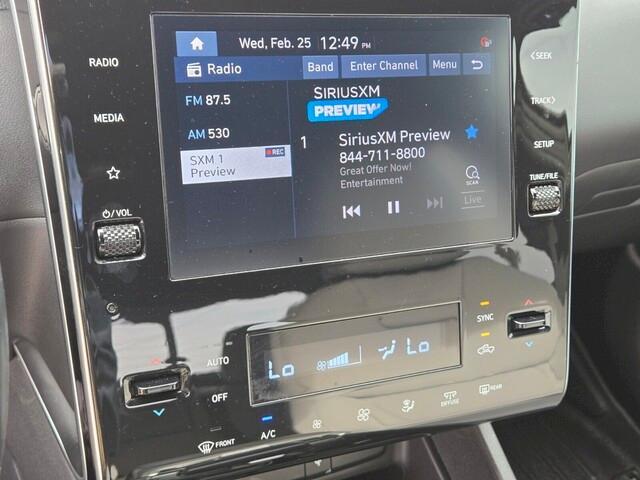 Wed, Feb. 25 12:49 PM
Radio Band Enter Channel Menu
FM 87.5
AM 530
SXM 1 REC
Preview
SIRIUSXM
PREVIEW
1 SiriusXM Preview
844-711-8800
Great Offer Now!
Entertainment
SCAN
Live
RADIO
MEDIA
/VOL
<SEEK
TRACK>
SETUP
TUNE/FILE
AUTO
OFF
Lo Lo
SYNC
FRONT
A/C
DIFFUSE
REAR